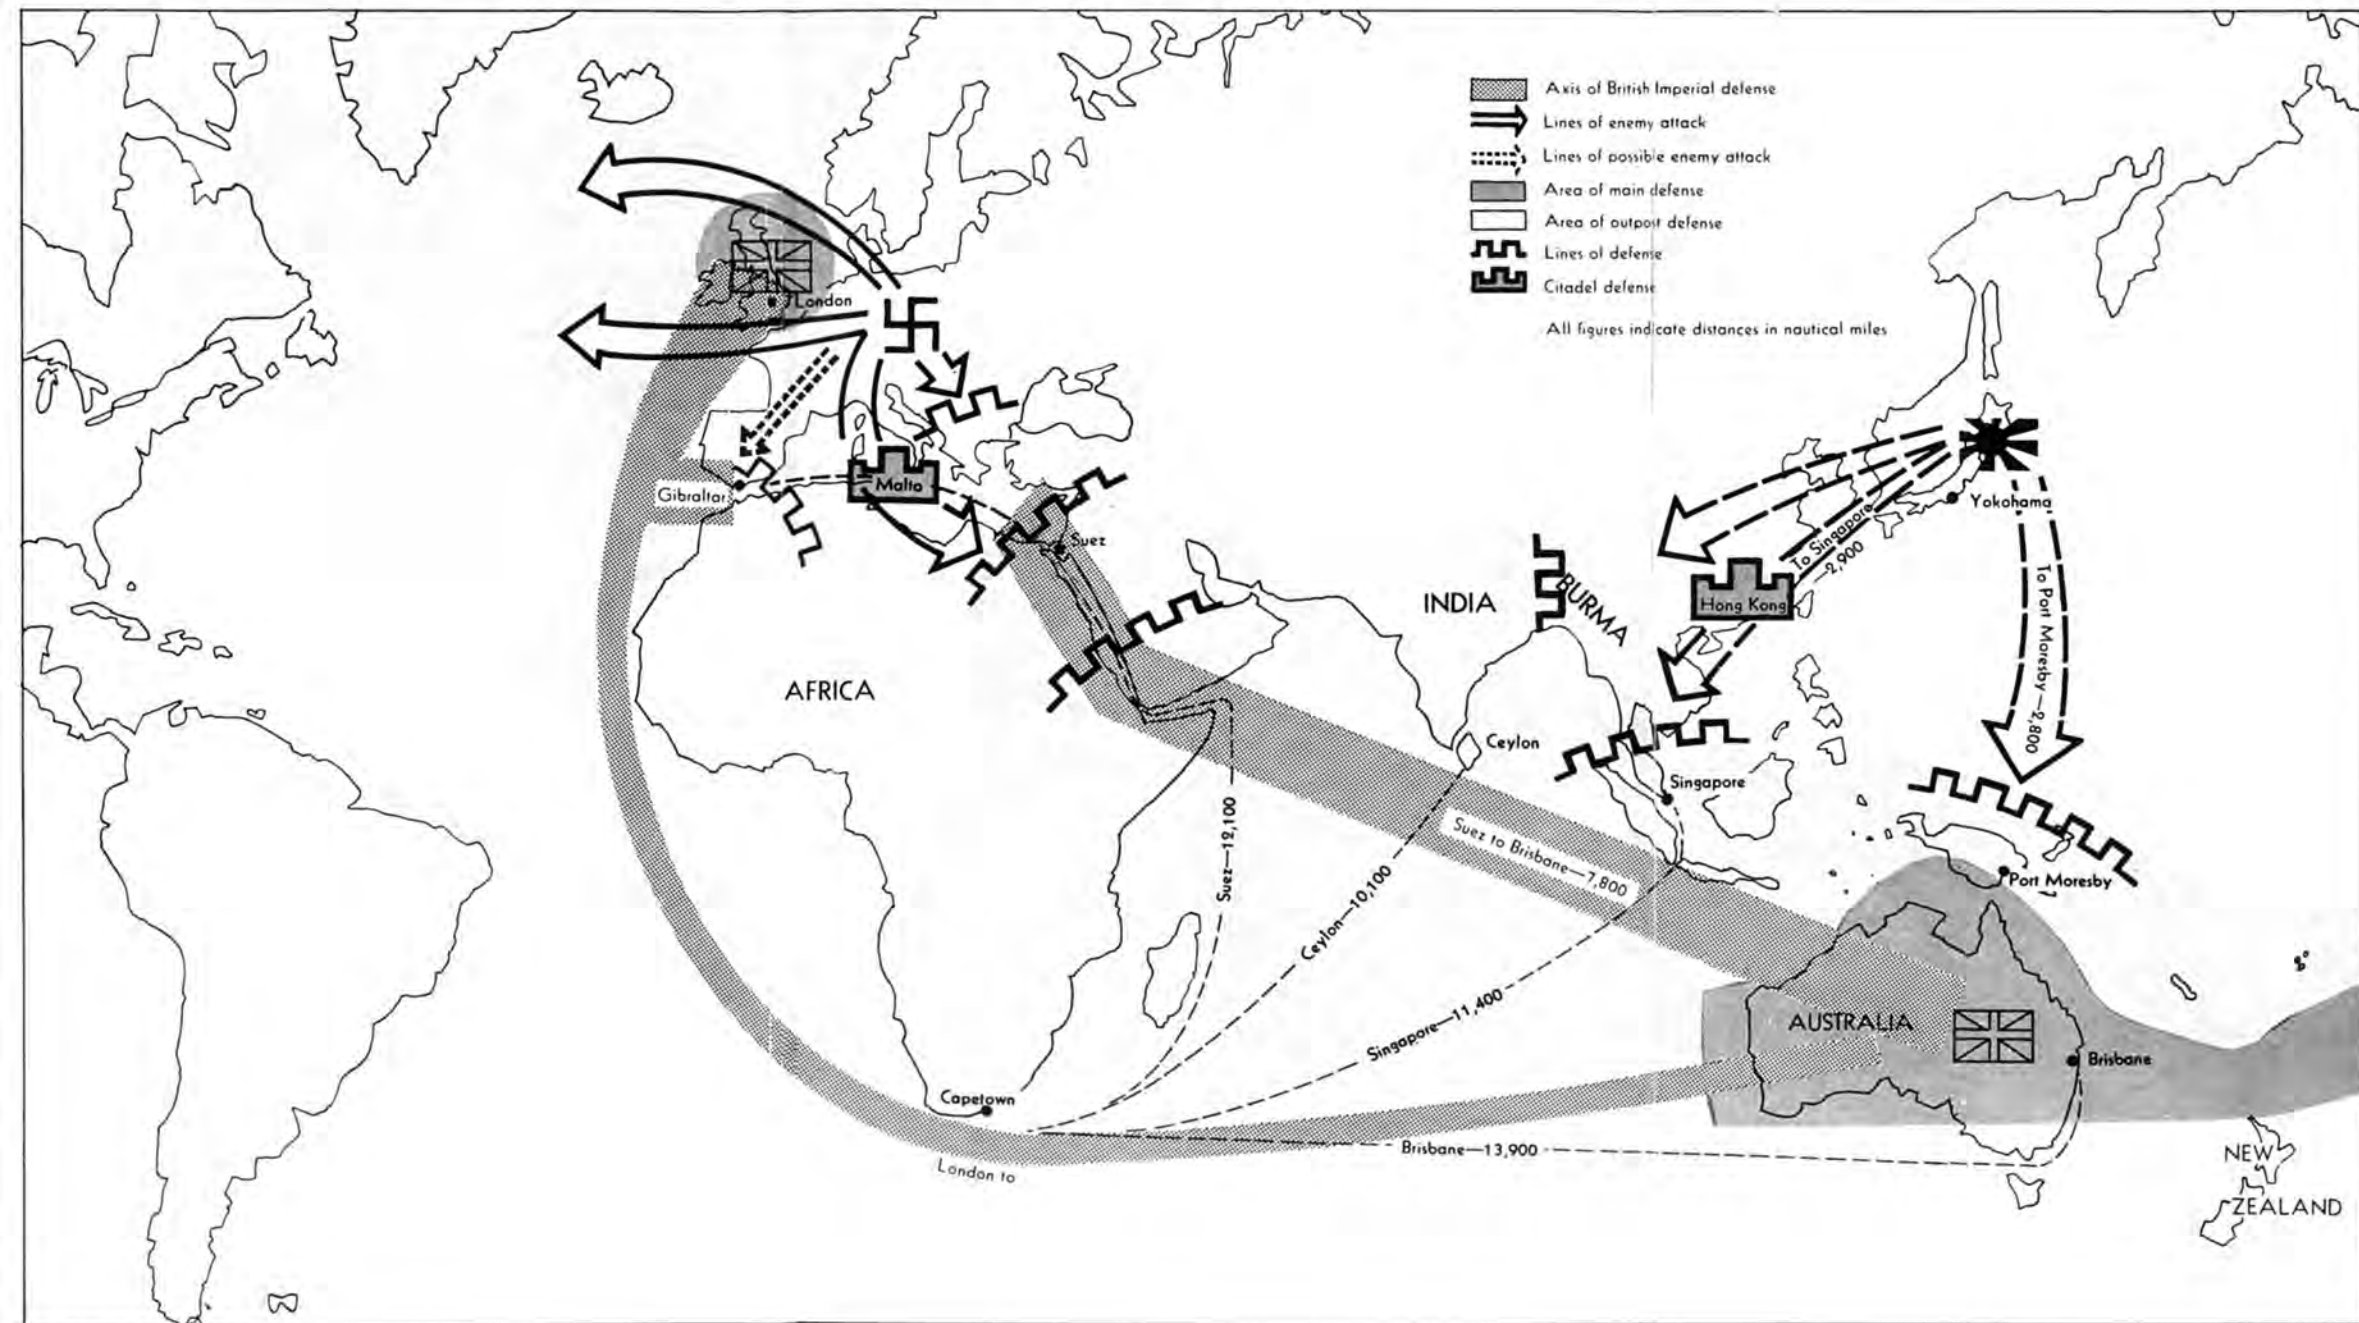 Axis of British Imperial defense
Lines of enemy attack
Lines of possible enemy attack
Area of main defense
Area of outpost defense
Lines of defense
Citadel defense
All figures indicate distances in nautical miles
London
Gibraltar
Malta
Suez
Yokohama
To Singapore
—2,900
To Port Moresby—2,800
Hong Kong
INDIA
BURMA
AFRICA
Ceylon
Singapore
Suez to Brisbane—7,800
Suez—12,100
Ceylon—10,100
Singapore—11,400
Port Moresby
AUSTRALIA
Brisbane
Capetown
Brisbane—13,900
London to
NEW
ZEALAND